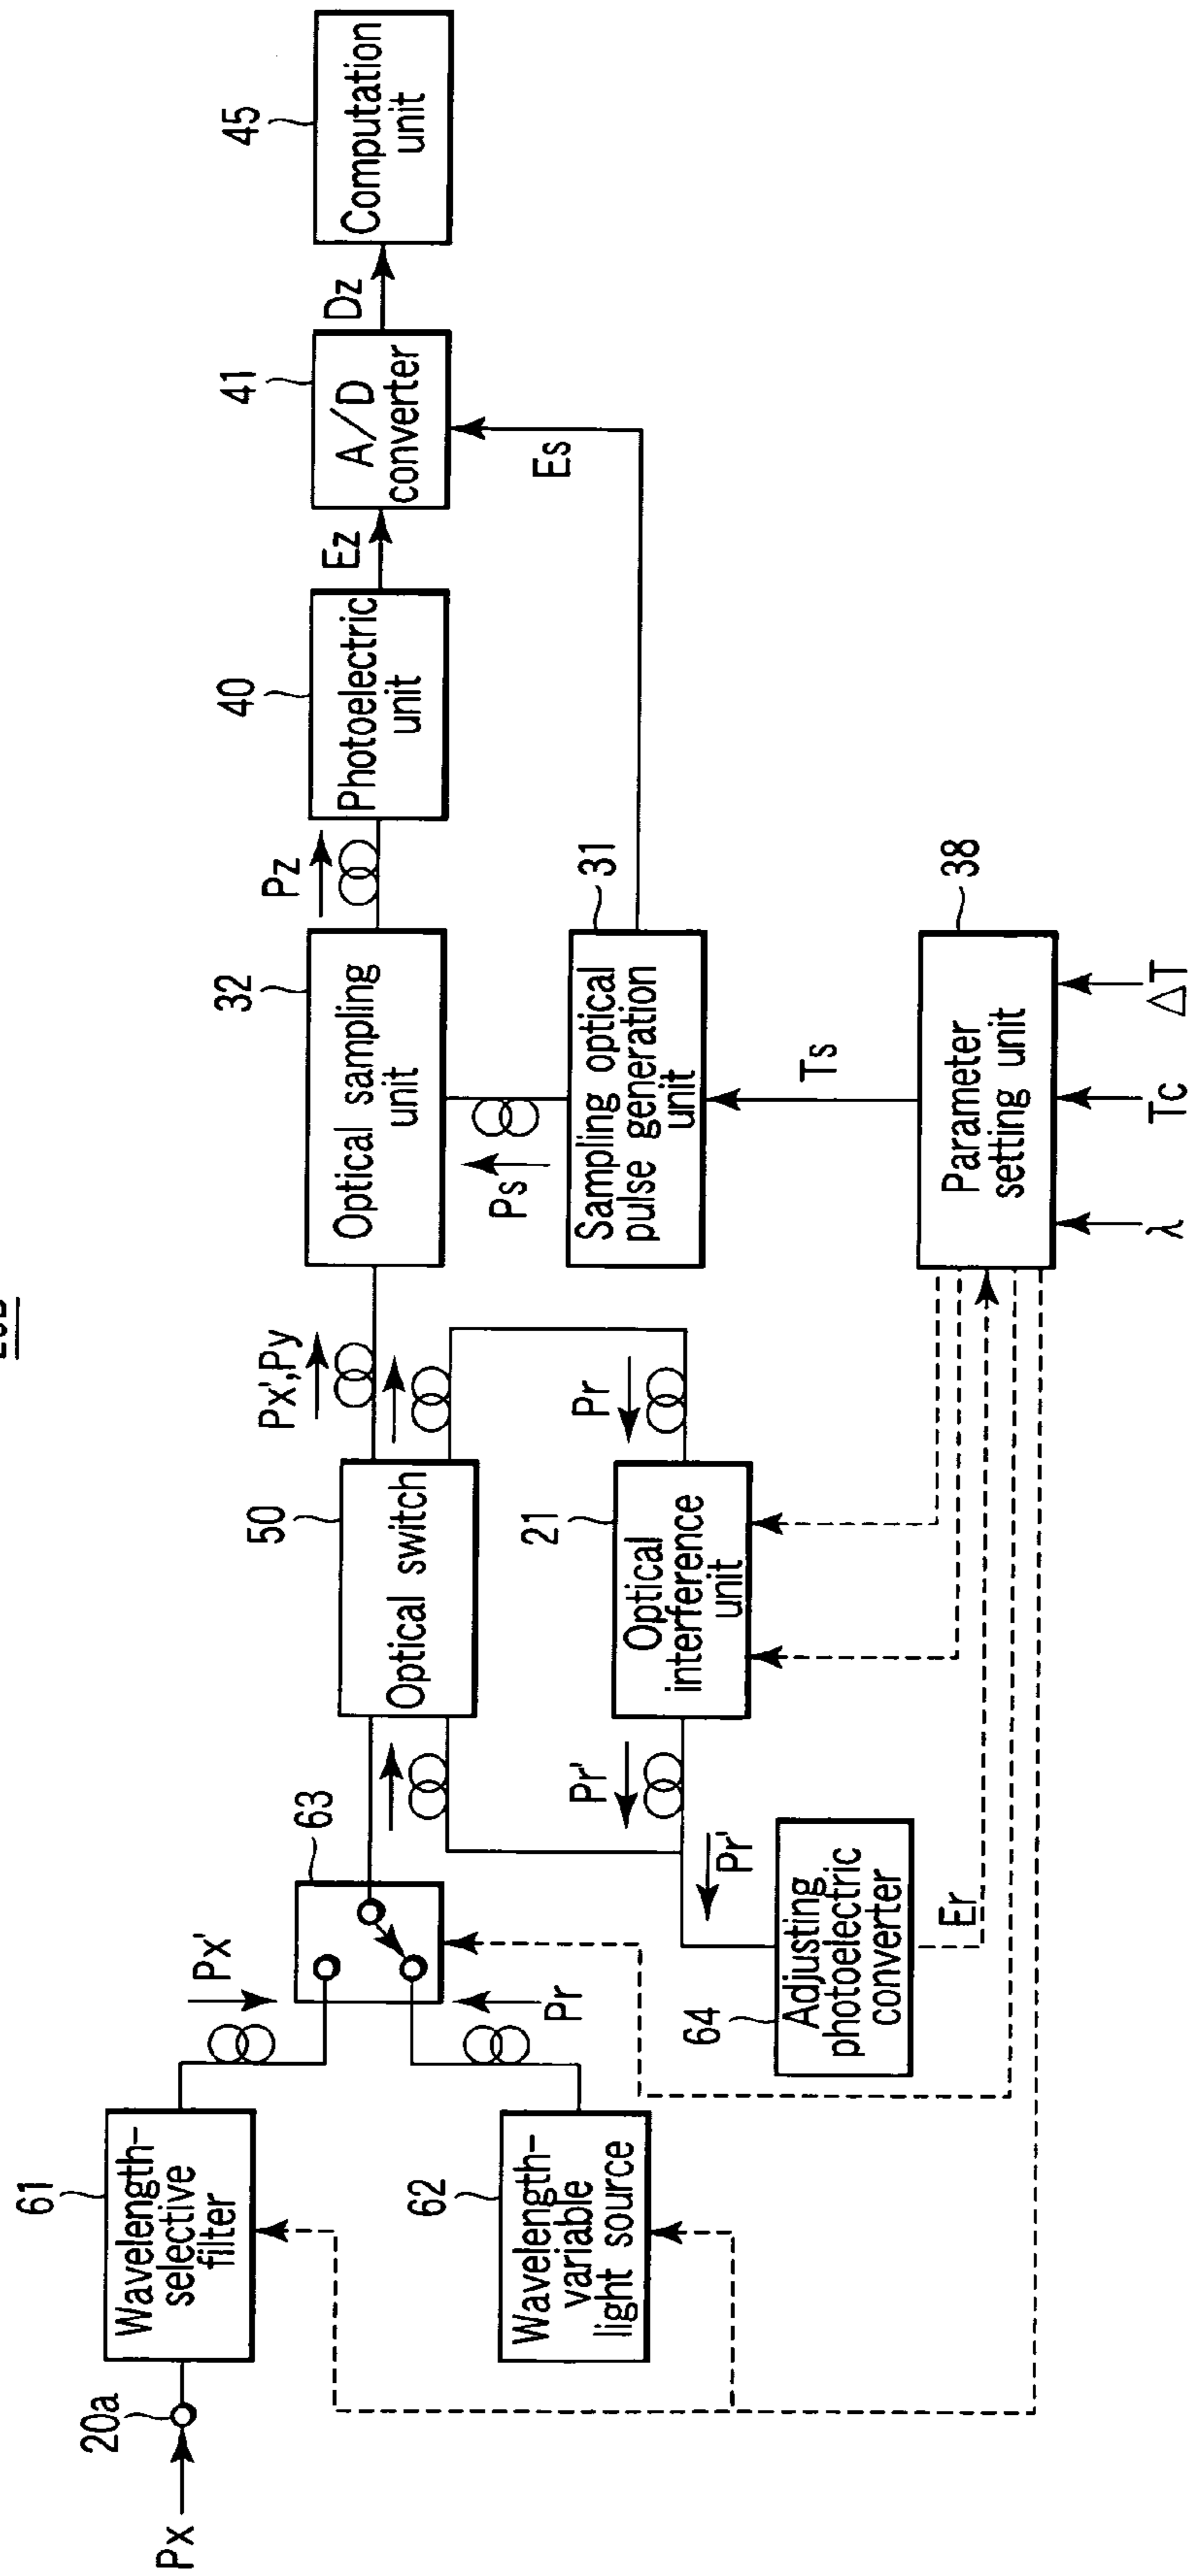 Px
20a
61
Wavelength-
selective
filter
62
Wavelength-
variable
light source
Px'
Pr
63
50
Optical switch
Px',Py
Pr'
Pr
21
Optical
interference
unit
Pr'
64
Adjusting
photoelectric
converter
Er
32
Optical sampling
unit
Ps
31
Sampling optical
pulse generation
unit
Ts
38
Parameter
setting unit
λ
Tc
ΔT
Pz
40
Photoelectric
unit
Ez
41
A/D
converter
Es
Dz
45
Computation
unit